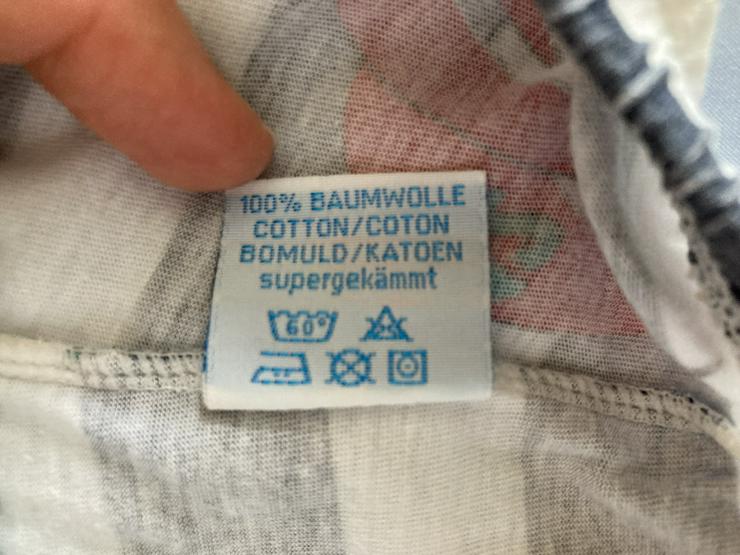 100% BAUMWOLLE
COTTON/COTON
BOMULD/KATOEN
supergekämmt
60°